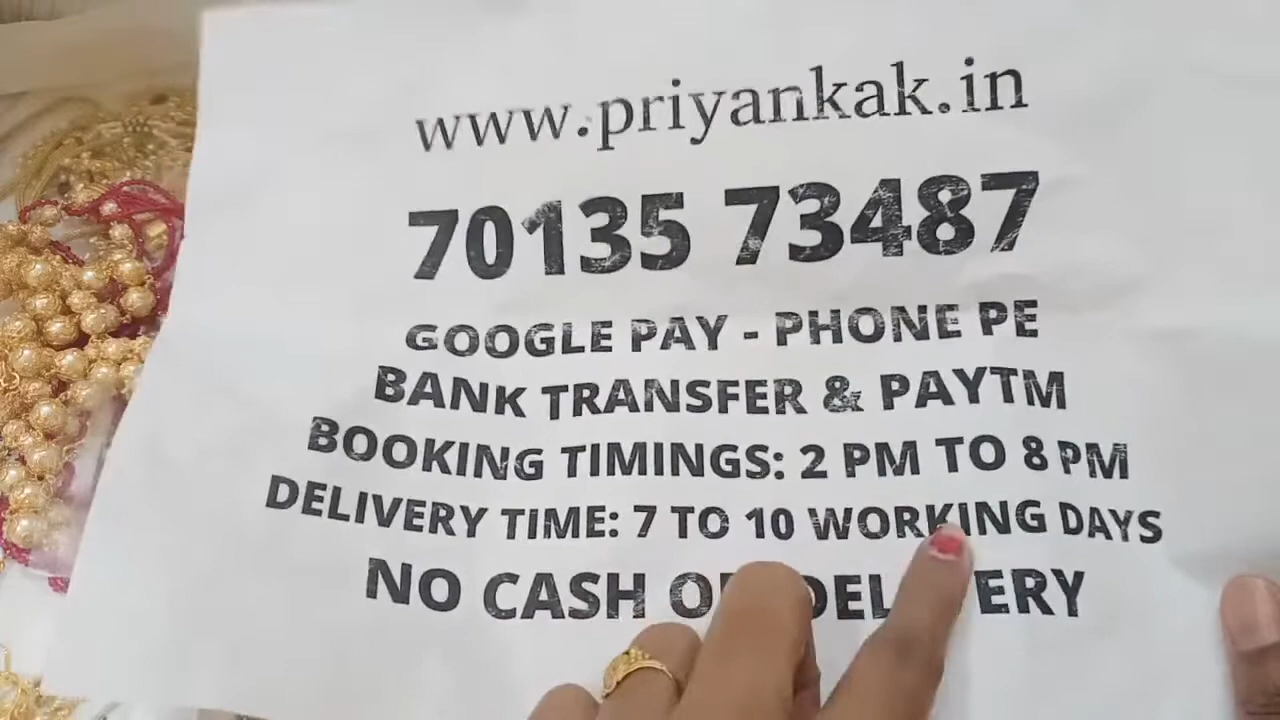 www.priyankak.in
70135 73487
GOOGLE PAY - PHONE PE
BANK TRANSFER & PAYTM
BOOKING TIMINGS: 2 PM TO 8 PM
DELIVERY TIME: 7 TO 10 WORKING DAYS
NO CASH